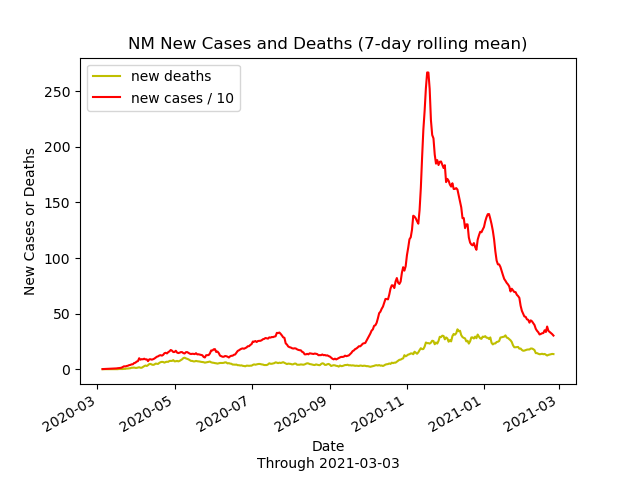 NM New Cases and Deaths (7-day rolling mean)
new deaths
new cases / 10
250
200
150
100
50
0
New Cases or Deaths
2020-03
2020-05
2020-07
2020-09
2020-11
2021-01
2021-03
Date
Through 2021-03-03